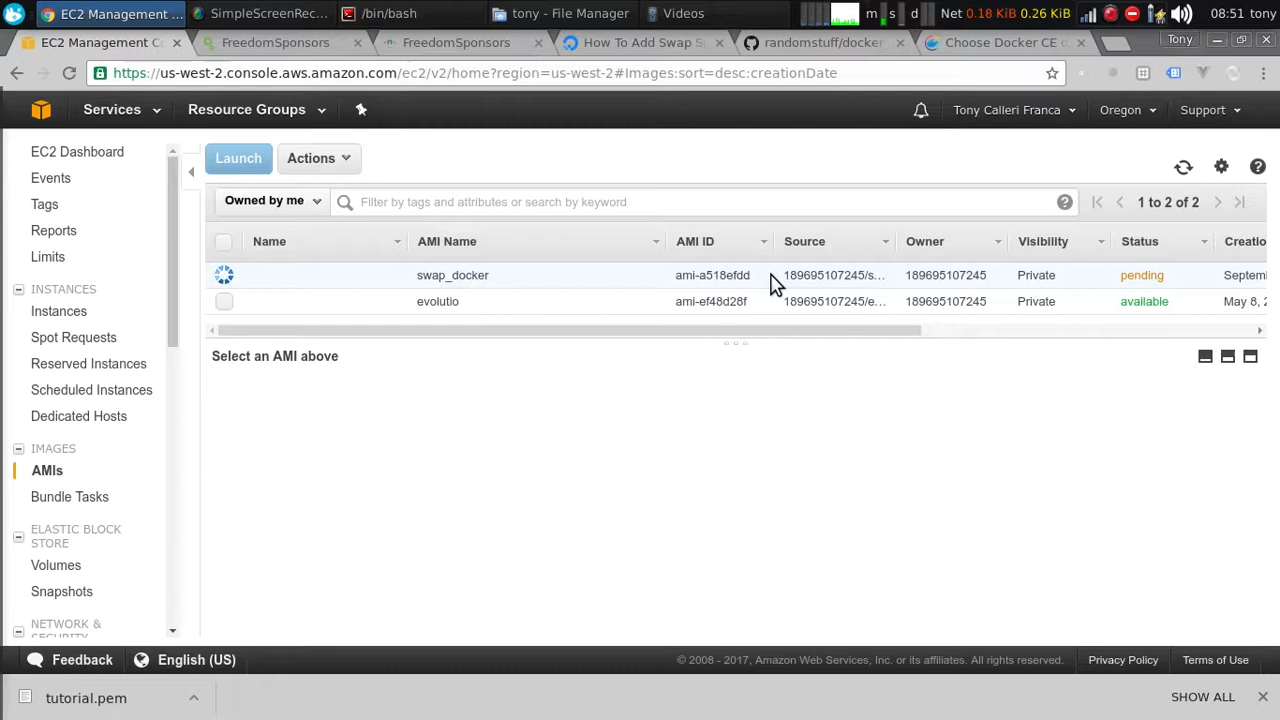 EC2 Management ... SimpleScreenRec... /bin/bash tony - File Manager Videos m s d Net 0.18 KiB 0.26 KiB 08:51 tony
EC2 Management Co FreedomSponsors FreedomSponsors How To Add Swap S randomstuff/docker Choose Docker CE o Tony
https://us-west-2.console.aws.amazon.com/ec2/v2/home?region=us-west-2#Images:sort=desc:creationDate
Services Resource Groups Tony Calleri Franca Oregon Support
EC2 Dashboard
Events
Tags
Reports
Limits
INSTANCES
Instances
Spot Requests
Reserved Instances
Scheduled Instances
Dedicated Hosts
IMAGES
AMIs
Bundle Tasks
ELASTIC BLOCK
STORE
Volumes
Snapshots
NETWORK &
SECURITY
Launch Actions
Owned by me Filter by tags and attributes or search by keyword 1 to 2 of 2
Name AMI Name AMI ID Source Owner Visibility Status Creatio
swap_docker ami-a518efdd 189695107245/s... 189695107245 Private pending Septem
evolutio ami-ef48d28f 189695107245/e... 189695107245 Private available May 8, 2
Select an AMI above
Feedback English (US) © 2008 - 2017, Amazon Web Services, Inc. or its affiliates. All rights reserved. Privacy Policy Terms of Use
tutorial.pem SHOW ALL